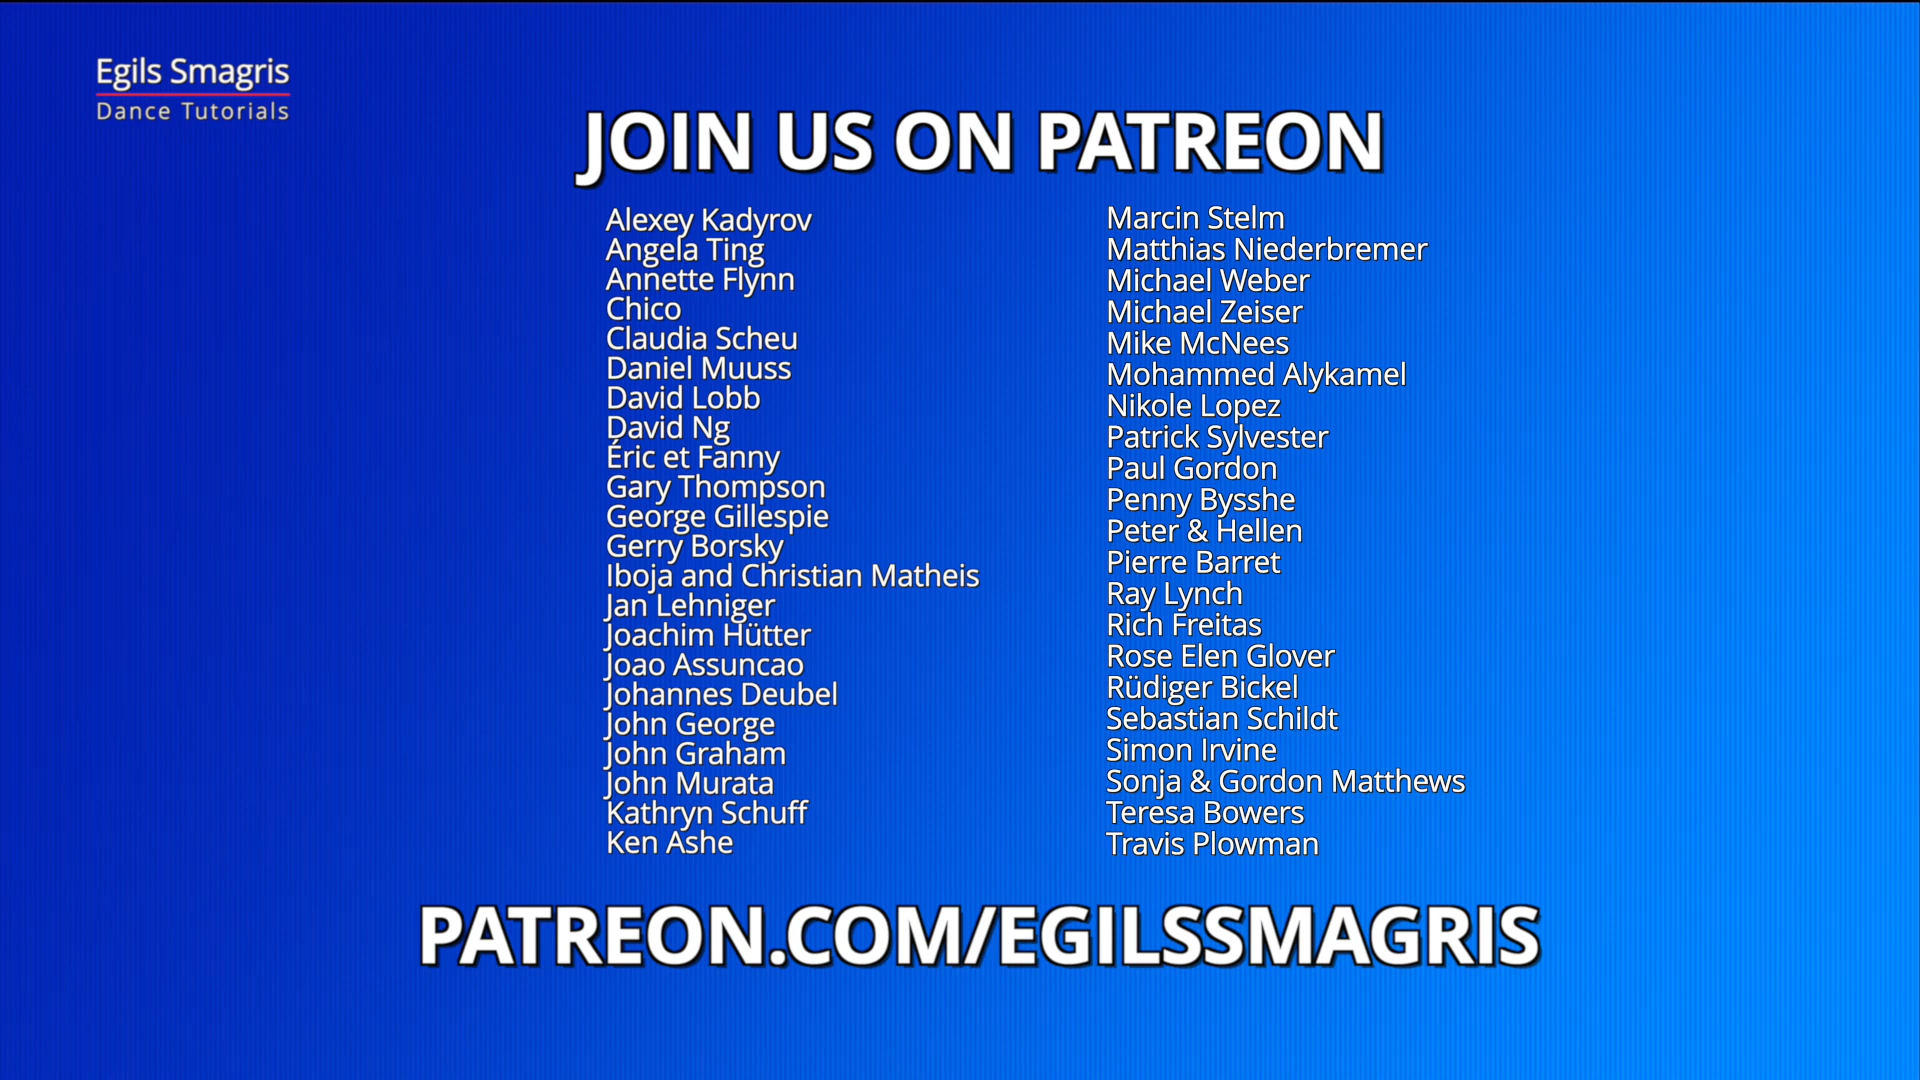 Egils Smagris
Dance Tutorials
JOIN US ON PATREON
Alexey Kadyrov
Angela Ting
Annette Flynn
Chico
Claudia Scheu
Daniel Muuss
David Lobb
David Ng
Éric et Fanny
Gary Thompson
George Gillespie
Gerry Borsky
Iboja and Christian Matheis
Jan Lehniger
Joachim Hütter
Joao Assuncao
Johannes Deubel
John George
John Graham
John Murata
Kathryn Schuff
Ken Ashe
Marcin Stelm
Matthias Niederbremer
Michael Weber
Michael Zeiser
Mike McNees
Mohammed Alykamel
Nikole Lopez
Patrick Sylvester
Paul Gordon
Penny Bysshe
Peter & Hellen
Pierre Barret
Ray Lynch
Rich Freitas
Rose Elen Glover
Rüdiger Bickel
Sebastian Schildt
Simon Irvine
Sonja & Gordon Matthews
Teresa Bowers
Travis Plowman
PATREON.COM/EGILSSMAGRIS